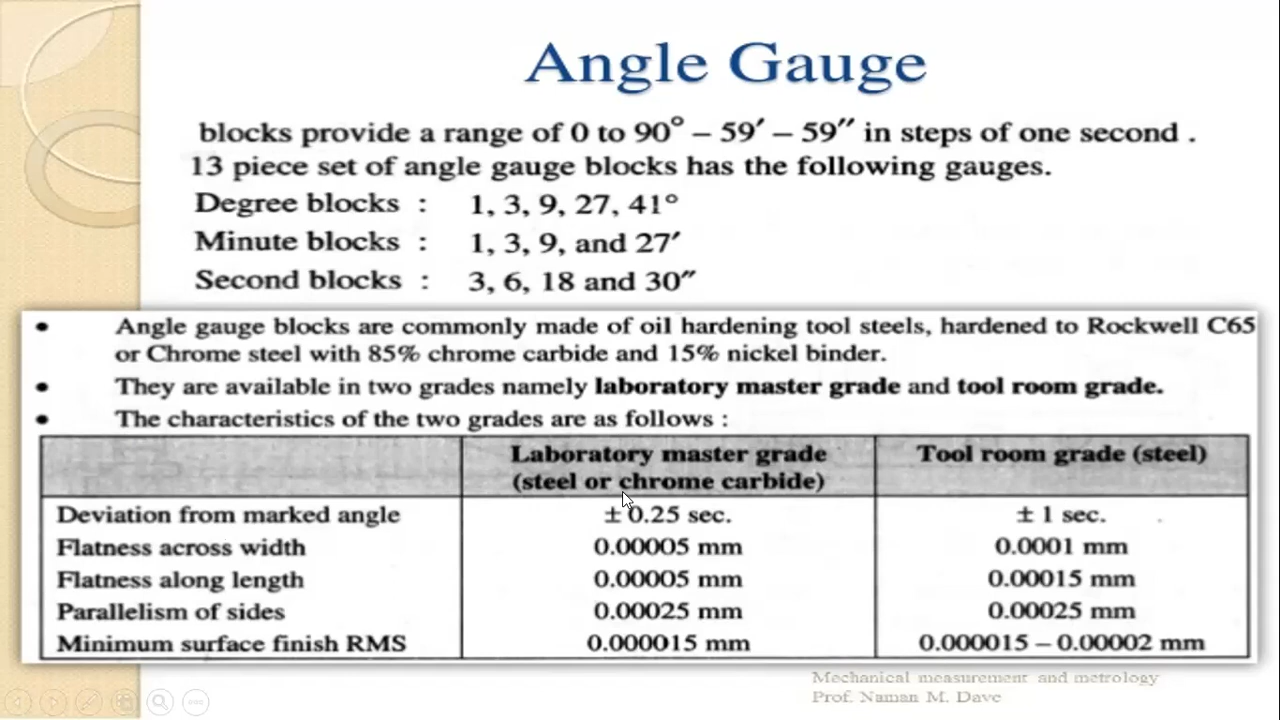 Angle Gauge
blocks provide a range of 0 to 90° – 59′ – 59″ in steps of one second .
13 piece set of angle gauge blocks has the following gauges.
Degree blocks : 1, 3, 9, 27, 41°
Minute blocks : 1, 3, 9, and 27′
Second blocks : 3, 6, 18 and 30″
• Angle gauge blocks are commonly made of oil hardening tool steels, hardened to Rockwell C65
or Chrome steel with 85% chrome carbide and 15% nickel binder.
• They are available in two grades namely laboratory master grade and tool room grade.
• The characteristics of the two grades are as follows :
Laboratory master grade Tool room grade (steel)
(steel or chrome carbide)
Deviation from marked angle ± 0.25 sec. ± 1 sec.
Flatness across width 0.00005 mm 0.0001 mm
Flatness along length 0.00005 mm 0.00015 mm
Parallelism of sides 0.00025 mm 0.00025 mm
Minimum surface finish RMS 0.000015 mm 0.000015 – 0.00002 mm
Mechanical measurement and metrology
Prof. Naman M. Dave